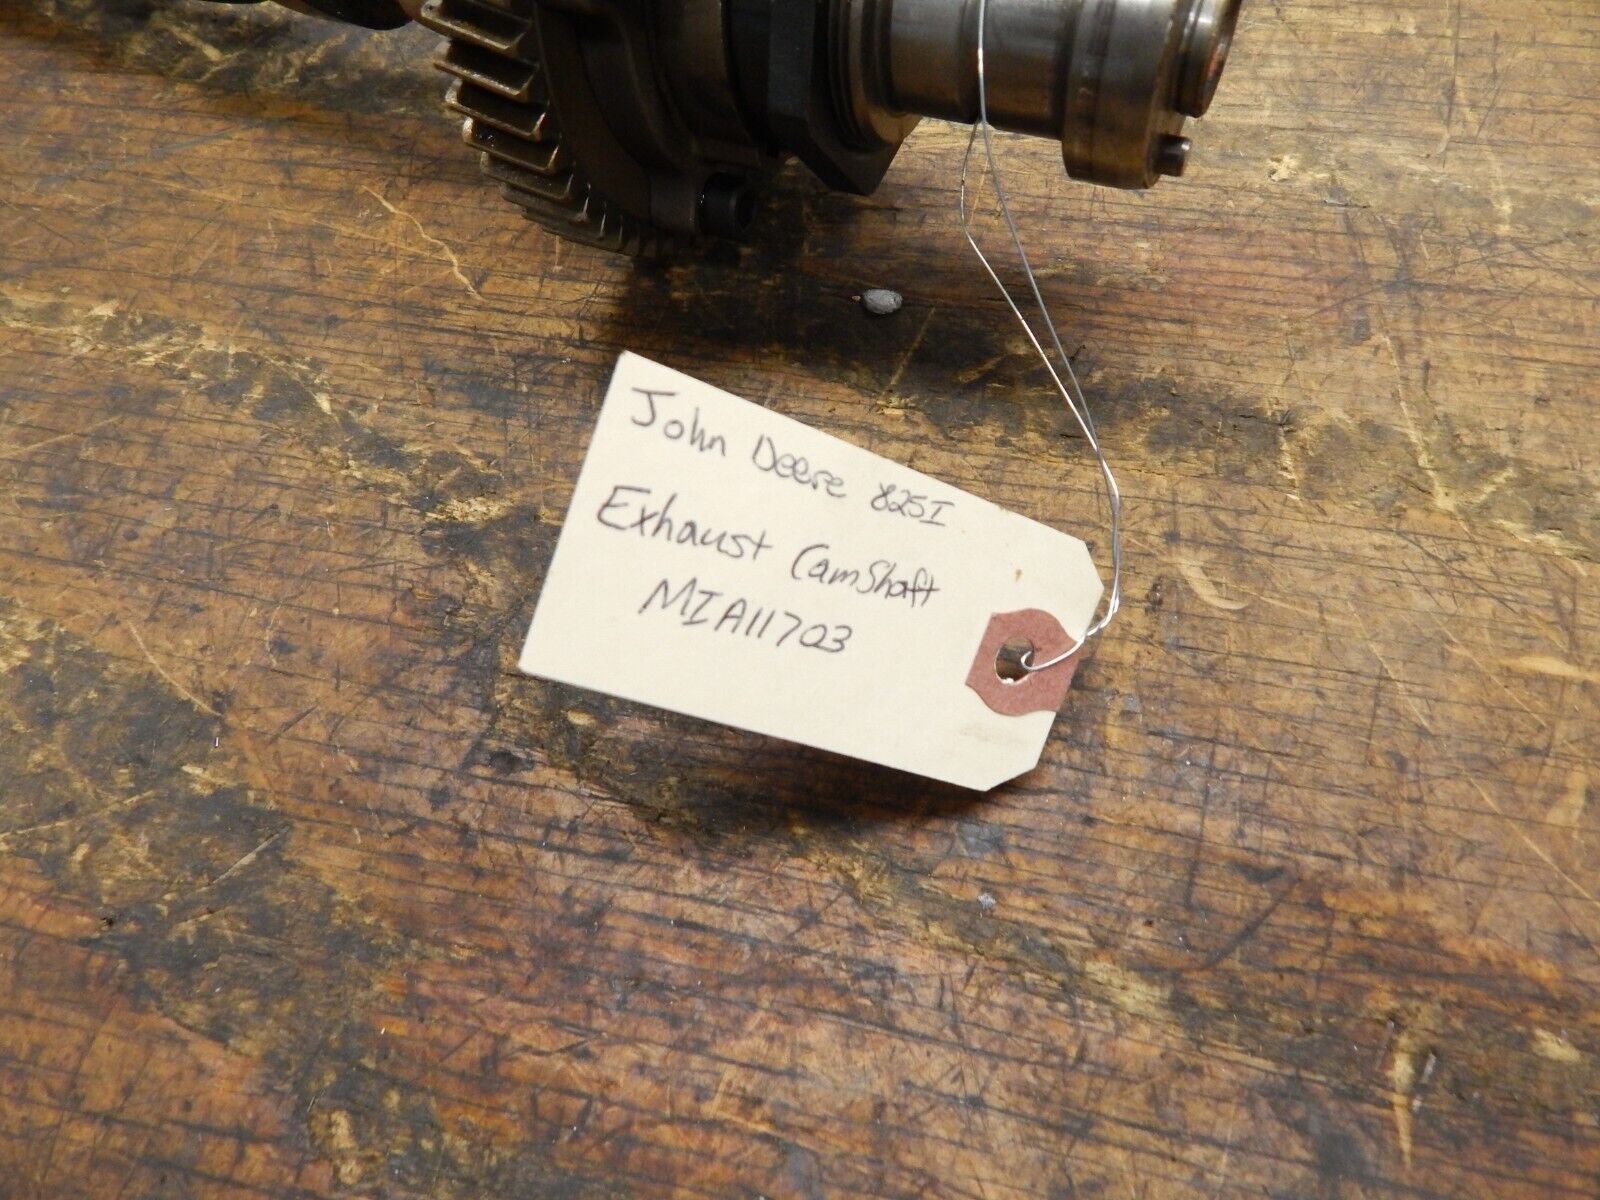 John Deere 825I
Exhaust CamShaft
MIA11703